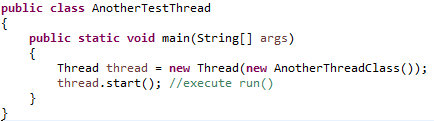 public class AnotherTestThread
{
    public static void main(String[] args)
    {
        Thread thread = new Thread(new AnotherThreadClass());
        thread.start(); //execute run()
    }
}